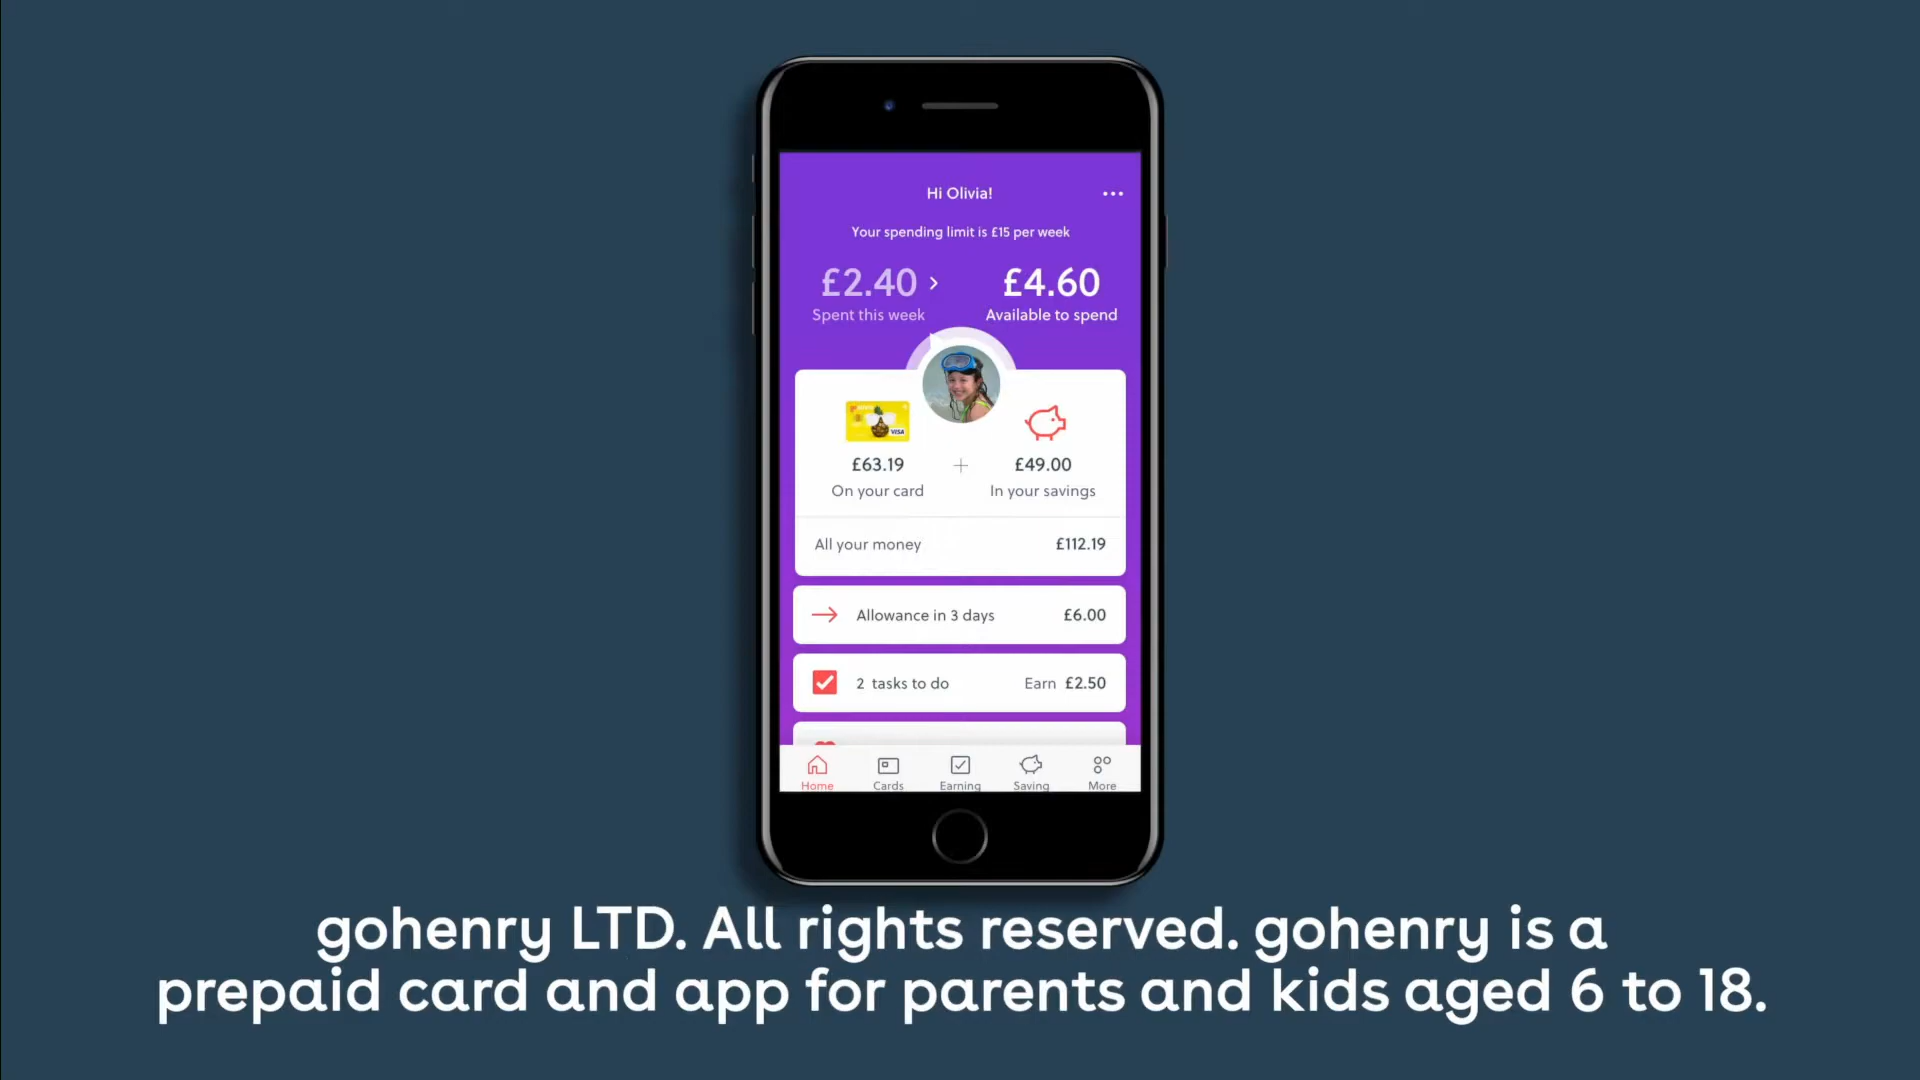 Hi Olivia!
Your spending limit is £15 per week
£2.40 £4.60
Spent this week Available to spend
VISA
£63.19 + £49.00
On your card In your savings
All your money £112.19
Allowance in 3 days £6.00
2 tasks to do Earn £2.50
Home Cards Earning Saving More
gohenry LTD. All rights reserved. gohenry is a
prepaid card and app for parents and kids aged 6 to 18.